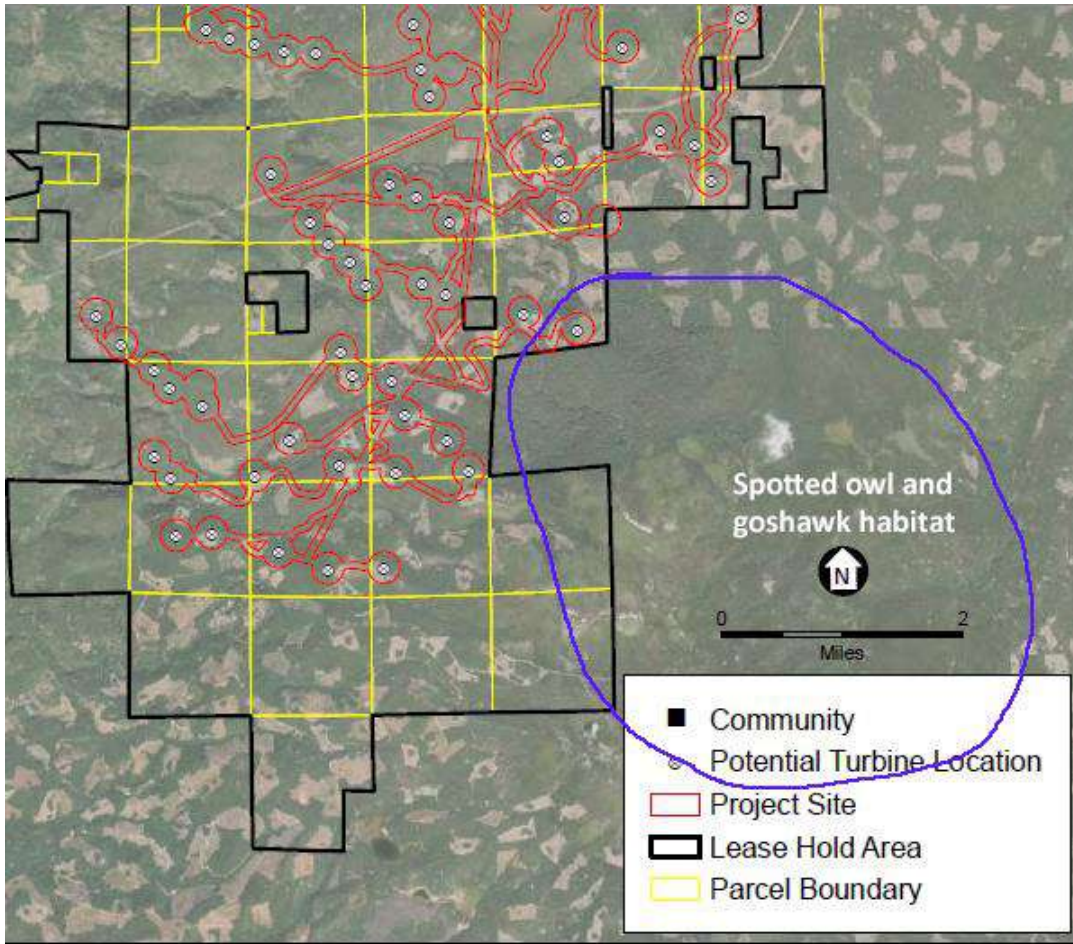 Spotted owl and
goshawk habitat
N
0 2
Miles
Community
Potential Turbine Location
Project Site
Lease Hold Area
Parcel Boundary